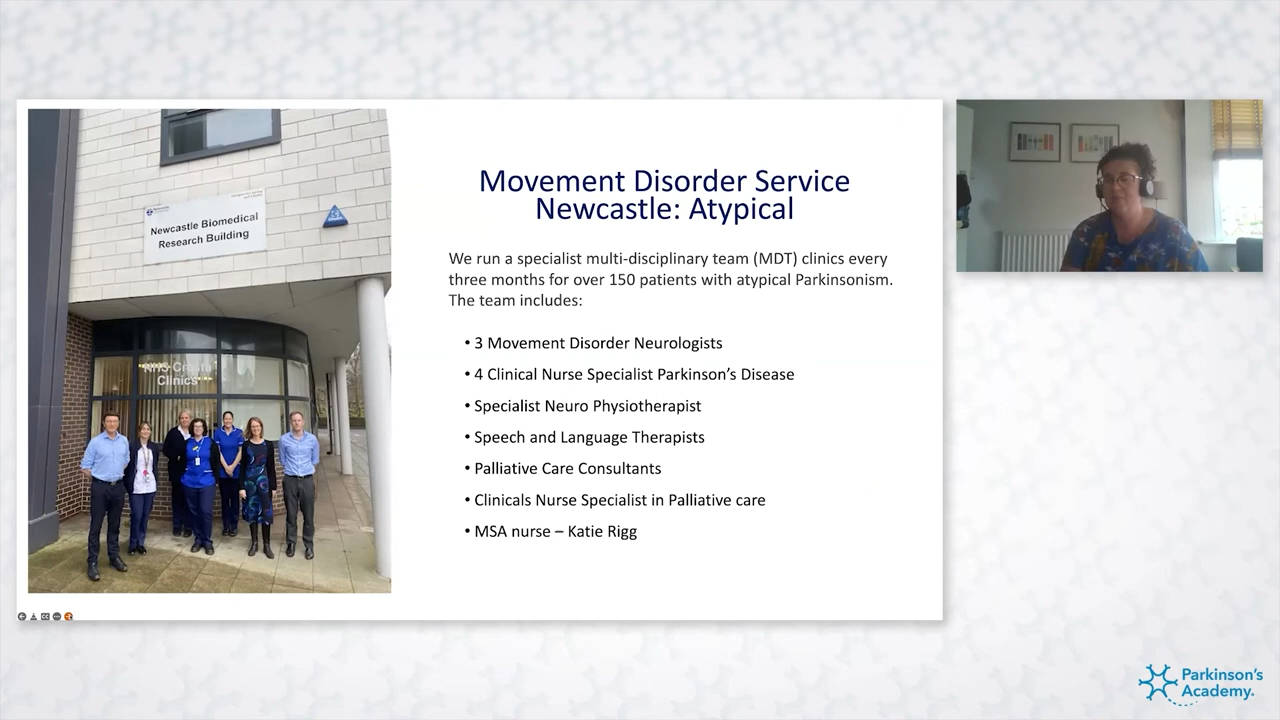 Newcastle Biomedical
Research Building
Clinics
Movement Disorder Service
Newcastle: Atypical
We run a specialist multi-disciplinary team (MDT) clinics every
three months for over 150 patients with atypical Parkinsonism.
The team includes:
• 3 Movement Disorder Neurologists
• 4 Clinical Nurse Specialist Parkinson’s Disease
• Specialist Neuro Physiotherapist
• Speech and Language Therapists
• Palliative Care Consultants
• Clinicals Nurse Specialist in Palliative care
• MSA nurse – Katie Rigg
Parkinson's
Academy